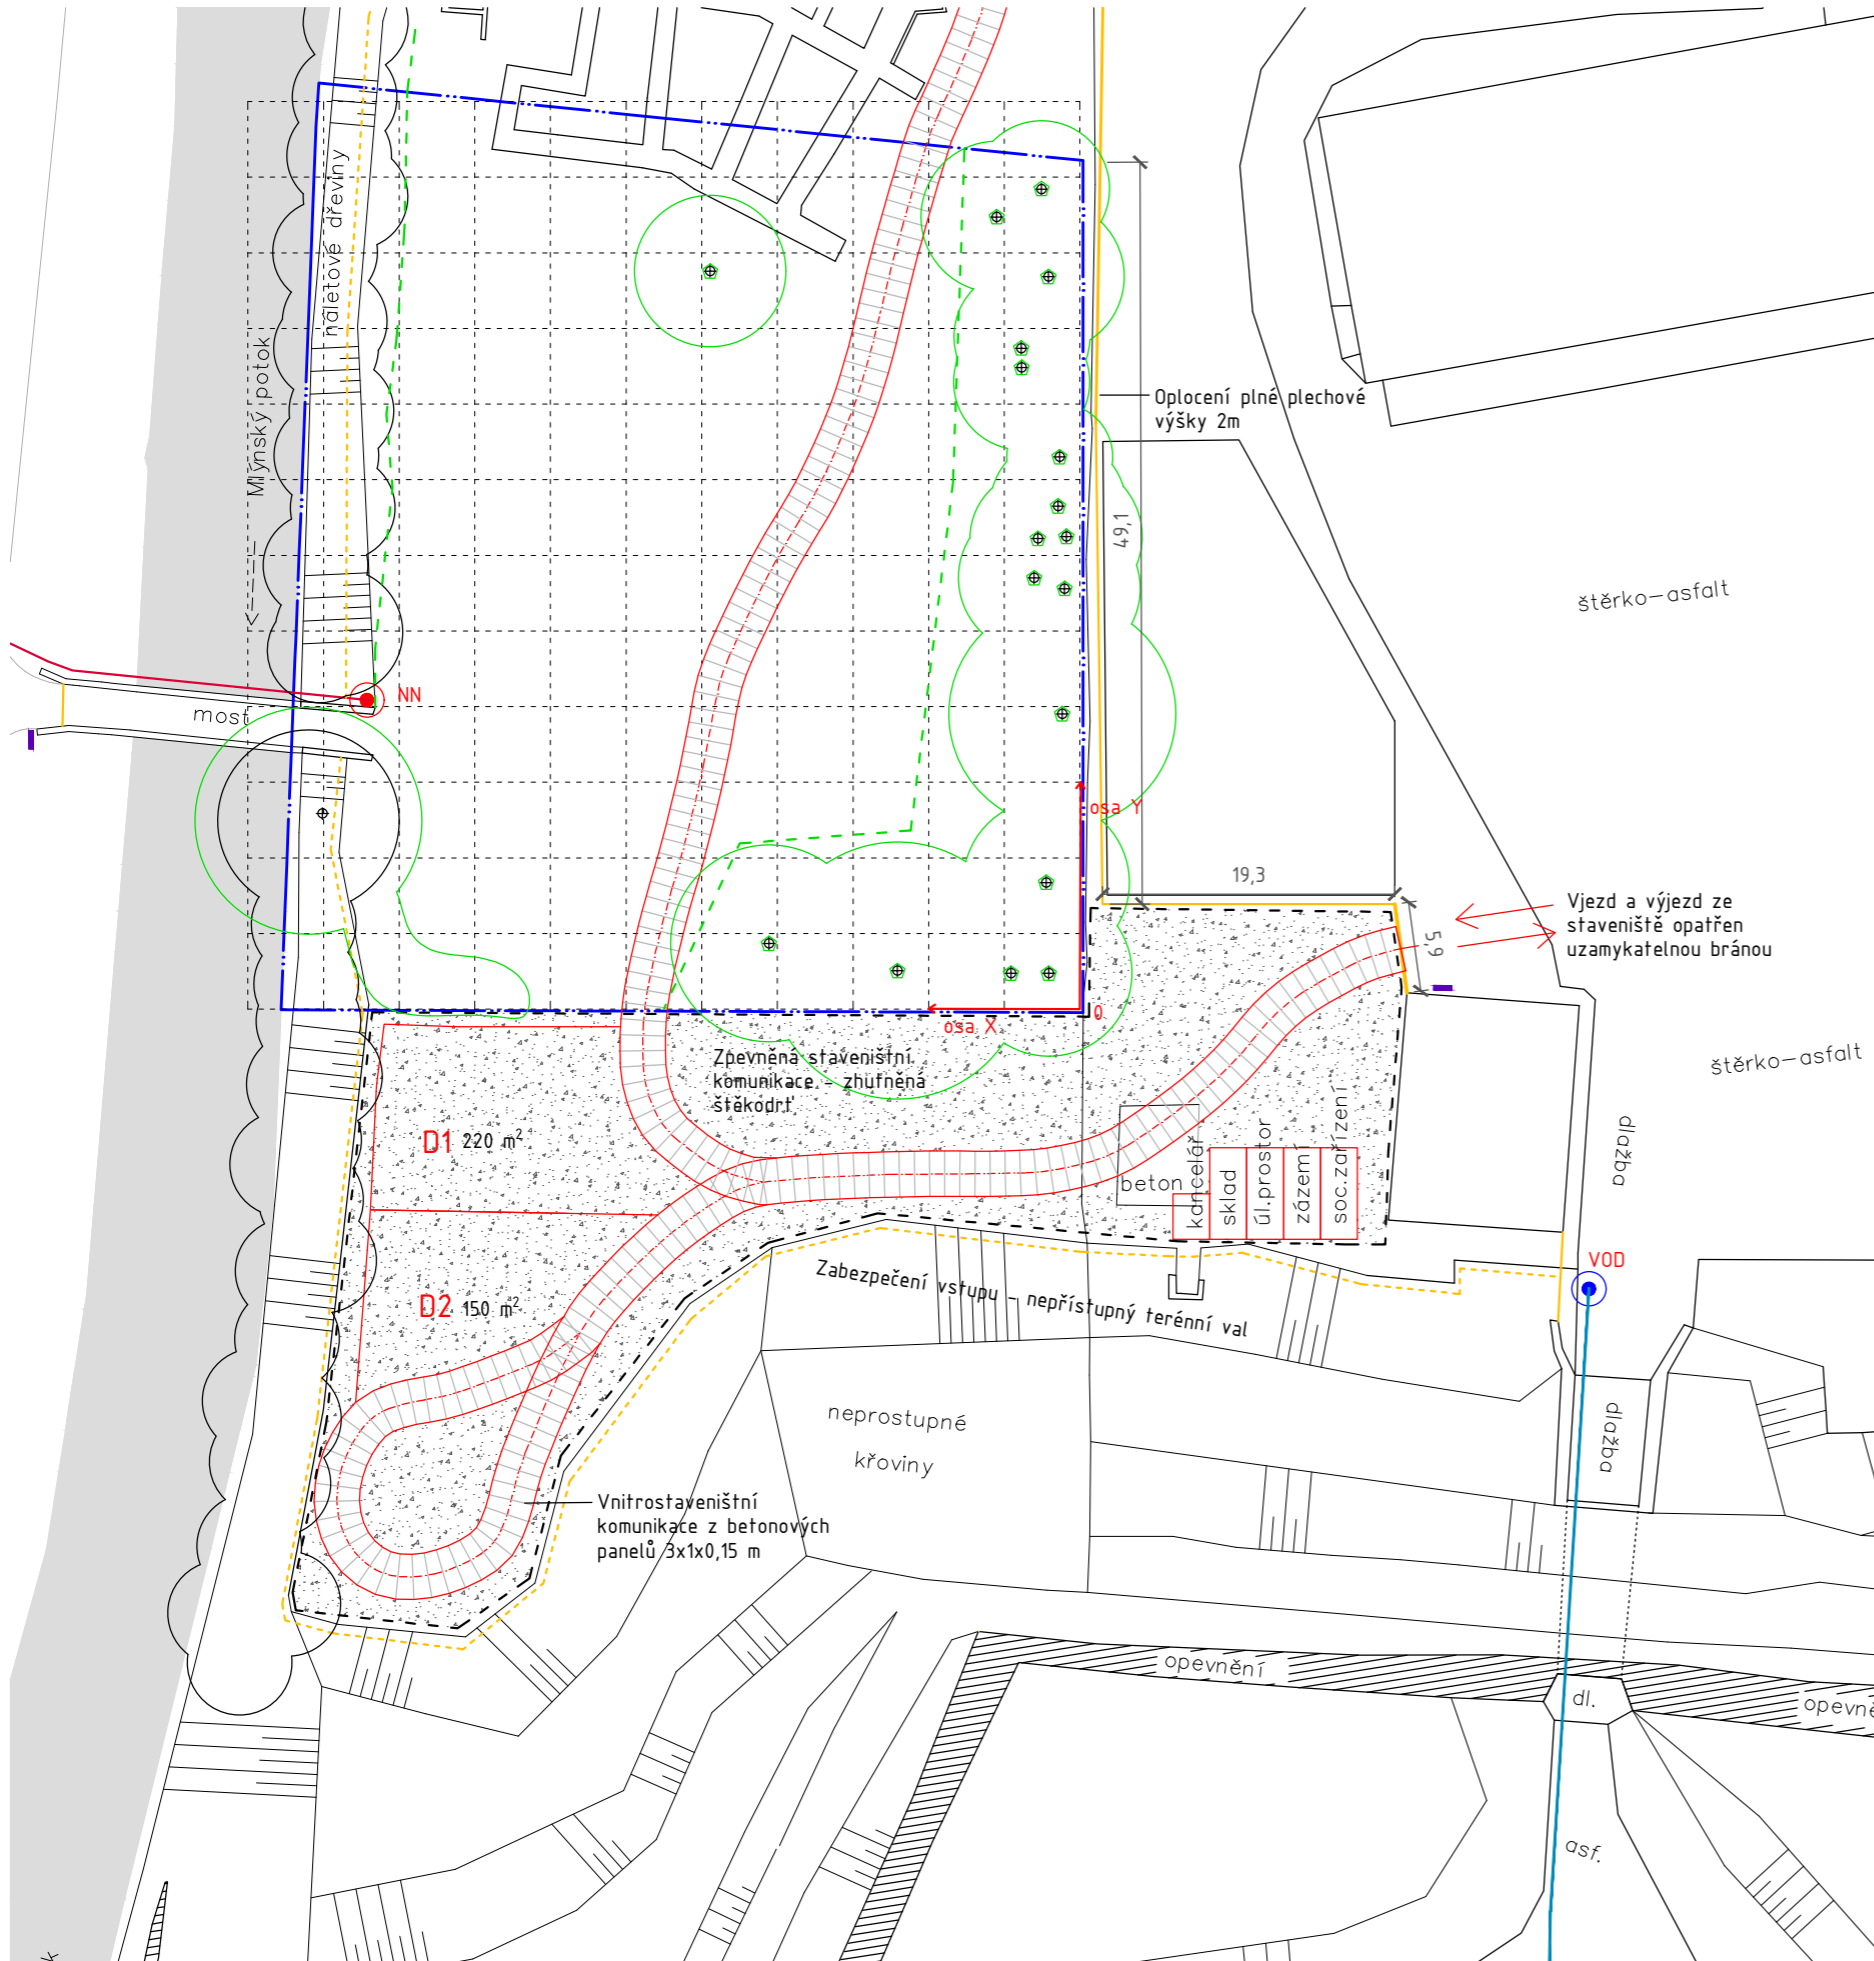 náletové dřeviny
Mlýnský potok
Oplocení plné plechové
výšky 2m
49,1
štěrko-asfalt
NN
most
osa Y
19,3
5,9
Vjezd a výjezd ze
staveniště opatřen
uzamykatelnou bránou
osa X
0
Zpevněná staveništní
komunikace - zhutněná
štěkodrť
štěrko-asfalt
dlažba
D1 220 m²
beton
kancelář
sklad
úl.prostor
zázemí
soc.zařízení
VOD
D2 150 m²
Zabezpečení vstupu - nepřístupný terénní val
neprostupné
křoviny
dlažba
Vnitrostaveništní
komunikace z betonových
panelů 3x1x0,15 m
opevnění
dl.
opevně
asf.
k